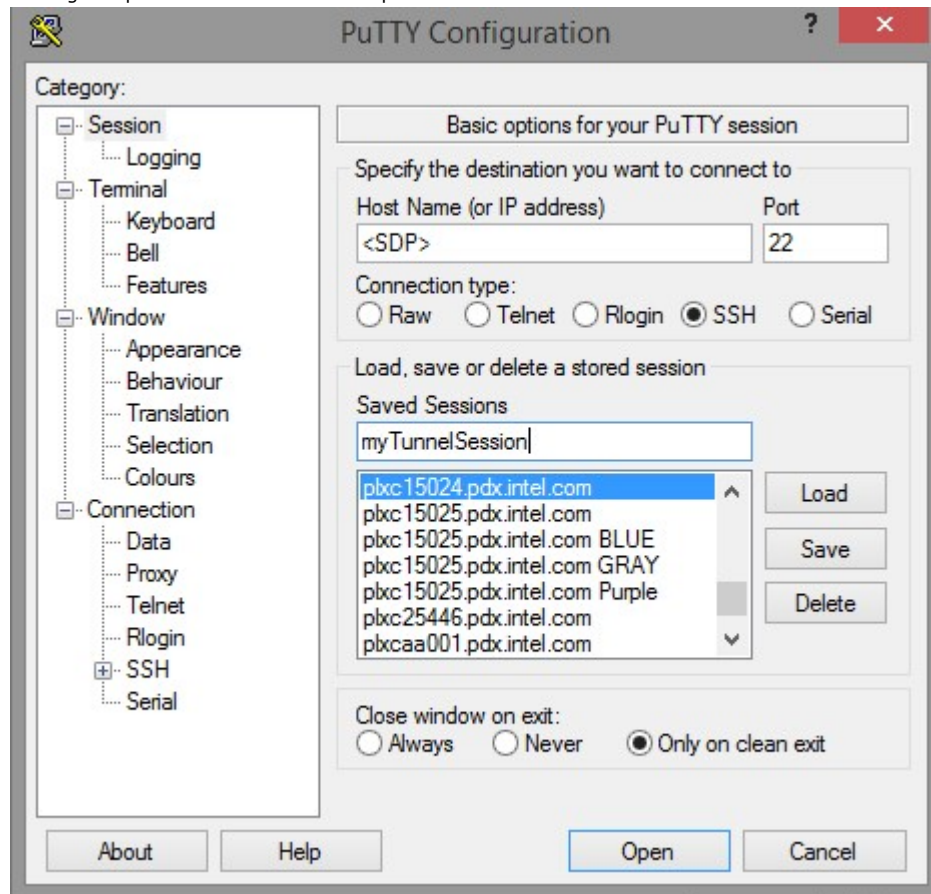 PuTTY Configuration
?
Category:
Session
Logging
Terminal
Keyboard
Bell
Features
Window
Appearance
Behaviour
Translation
Selection
Colours
Connection
Data
Proxy
Telnet
Rlogin
SSH
Serial
Basic options for your PuTTY session
Specify the destination you want to connect to
Host Name (or IP address) Port
<SDP> 22
Connection type:
Raw Telnet Rlogin SSH Serial
Load, save or delete a stored session
Saved Sessions
myTunnelSession
plxc15024.pdx.intel.com
plxc15025.pdx.intel.com
plxc15025.pdx.intel.com BLUE
plxc15025.pdx.intel.com GRAY
plxc15025.pdx.intel.com Purple
plxc25446.pdx.intel.com
plxcaa001.pdx.intel.com
Load
Save
Delete
Close window on exit:
Always Never Only on clean exit
About Help Open Cancel